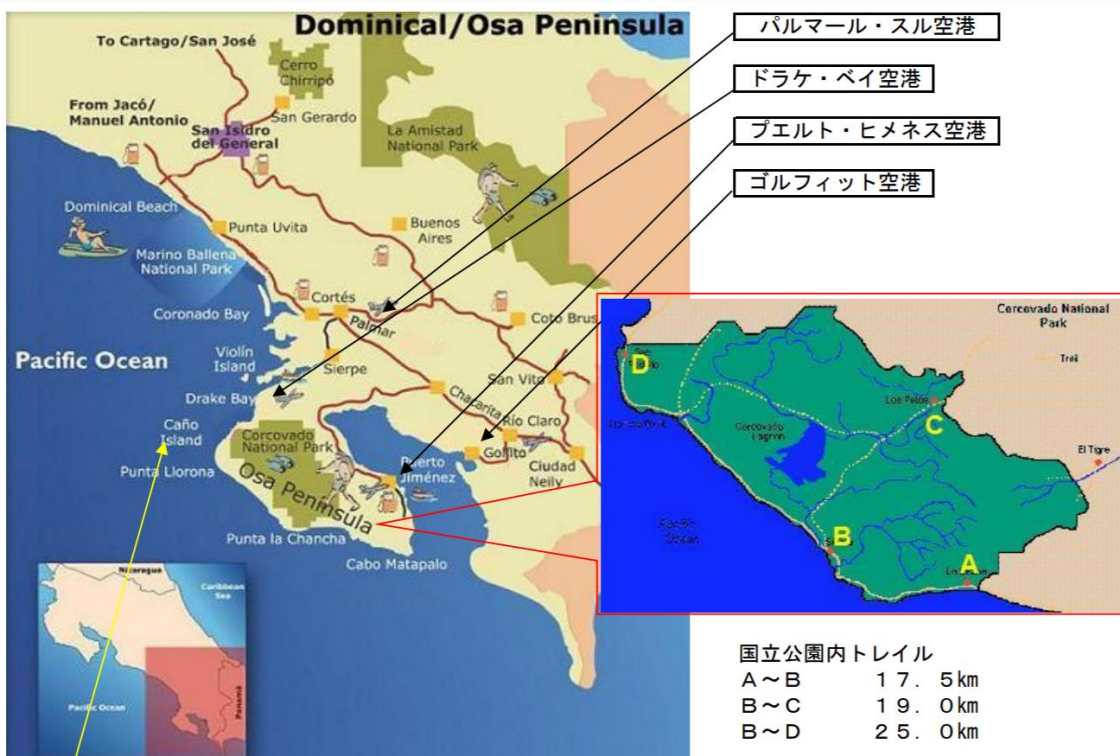 Dominical/Osa Peninsula
To Cartago/San José
Cerro
Chirripó
From Jacó/
Manuel Antonio
San Gerardo
San Isidro
del General
La Amistad
National Park
Dominical Beach
Punta Uvita
Buenos
Aires
Marino Ballena
National Park
Cortés
Coronado Bay
Palmar
Coto Brus
Pacific Ocean
Violín
Island
Sierpe
San Vito
Drake Bay
Chacarita
Río Claro
Caño
Island
Corcovado
National Park
Golfito
Punta Llorona
Puerto
Jiménez
Ciudad
Neily
Osa Península
Punta la Chancha
Cabo Matapalo
Nicaragua
Caribbean
Sea
Pacific Ocean
Panamá
パルマール・スル空港
ドラケ・ベイ空港
プエルト・ヒメネス空港
ゴルフィット空港
Corcovado National
Park
Trail
D
Los Patos
C
Corcovado
Lagoon
El Tigre
Pacific
Ocean
B
A
国立公園内トレイル
A~B 17.5km
B~C 19.0km
B~D 25.0km